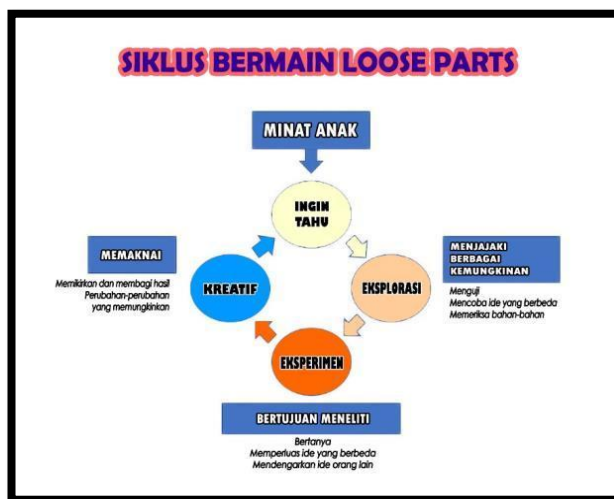 SIKLUS BERMAIN LOOSE PARTS
MINAT ANAK
INGIN
TAHU
MENJAJAKI
BERBAGAI
KEMUNGKINAN
EKSPLORASI
Menguji
Mencoba ide yang berbeda
Memeriksa bahan-bahan
EKSPERIMEN
BERTUJUAN MENELITI
Bertanya
Memperluas ide yang berbeda
Mendengarkan ide orang lain
KREATIF
MEMAKNAI
Memikirkan dan membagi hasil
Perubahan-perubahan
yang memungkinkan